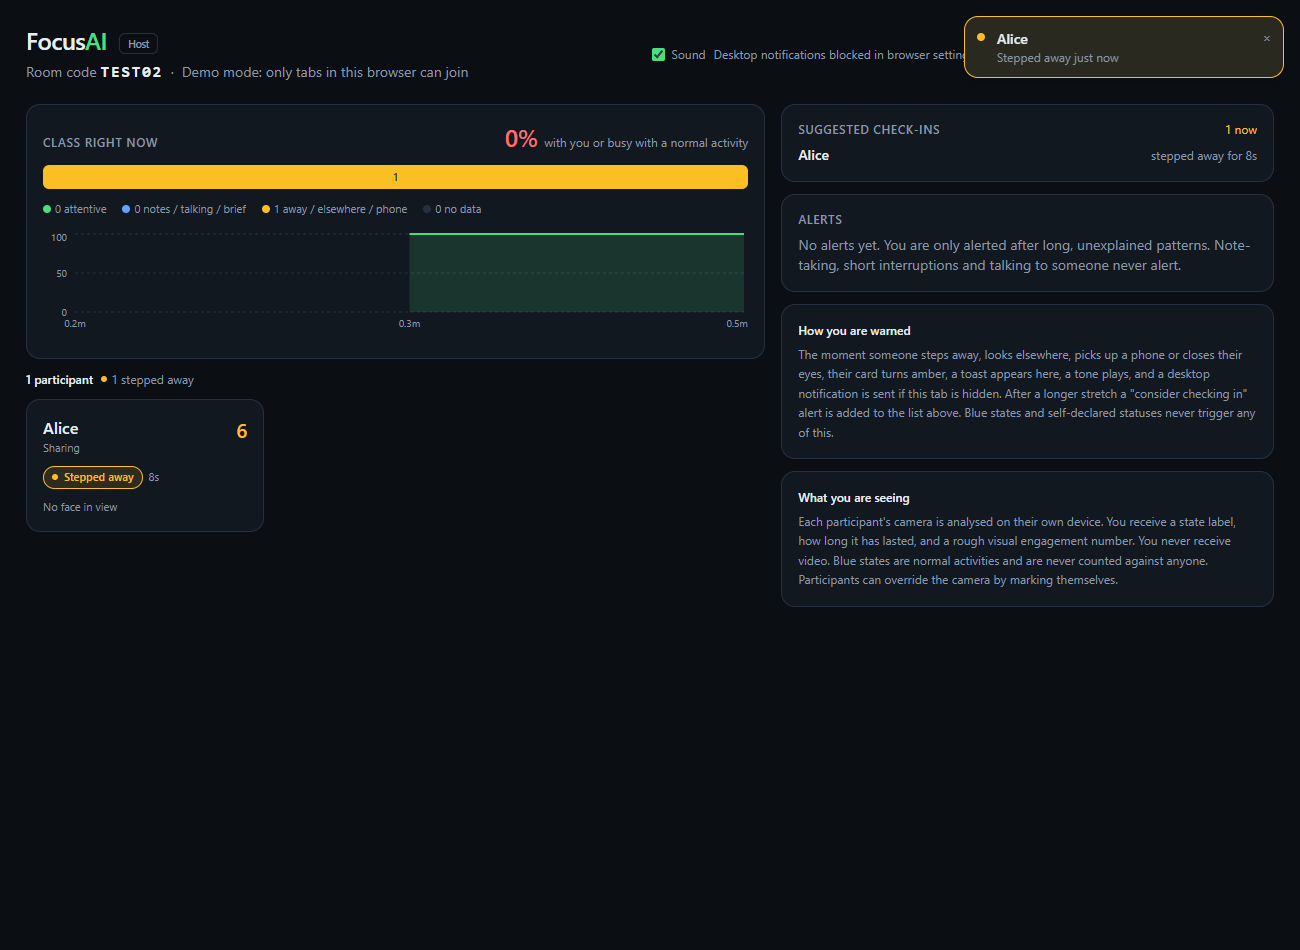 FocusAI Host
Room code TEST02 · Demo mode: only tabs in this browser can join
Sound Desktop notifications blocked in browser
Alice ×
Stepped away just now
CLASS RIGHT NOW 0% with you or busy with a normal activity
1
0 attentive 0 notes / talking / brief 1 away / elsewhere / phone 0 no data
100
50
0
0.2m 0.3m 0.5m
1 participant 1 stepped away
Alice 6
Sharing
Stepped away 8s
No face in view
SUGGESTED CHECK-INS 1 now
Alice stepped away for 8s
ALERTS
No alerts yet. You are only alerted after long, unexplained patterns. Note-
taking, short interruptions and talking to someone never alert.
How you are warned
The moment someone steps away, looks elsewhere, picks up a phone or closes their
eyes, their card turns amber, a toast appears here, a tone plays, and a desktop
notification is sent if this tab is hidden. After a longer stretch a "consider checking in"
alert is added to the list above. Blue states and self-declared statuses never trigger any
of this.
What you are seeing
Each participant's camera is analysed on their own device. You receive a state label,
how long it has lasted, and a rough visual engagement number. You never receive
video. Blue states are normal activities and are never counted against anyone.
Participants can override the camera by marking themselves.